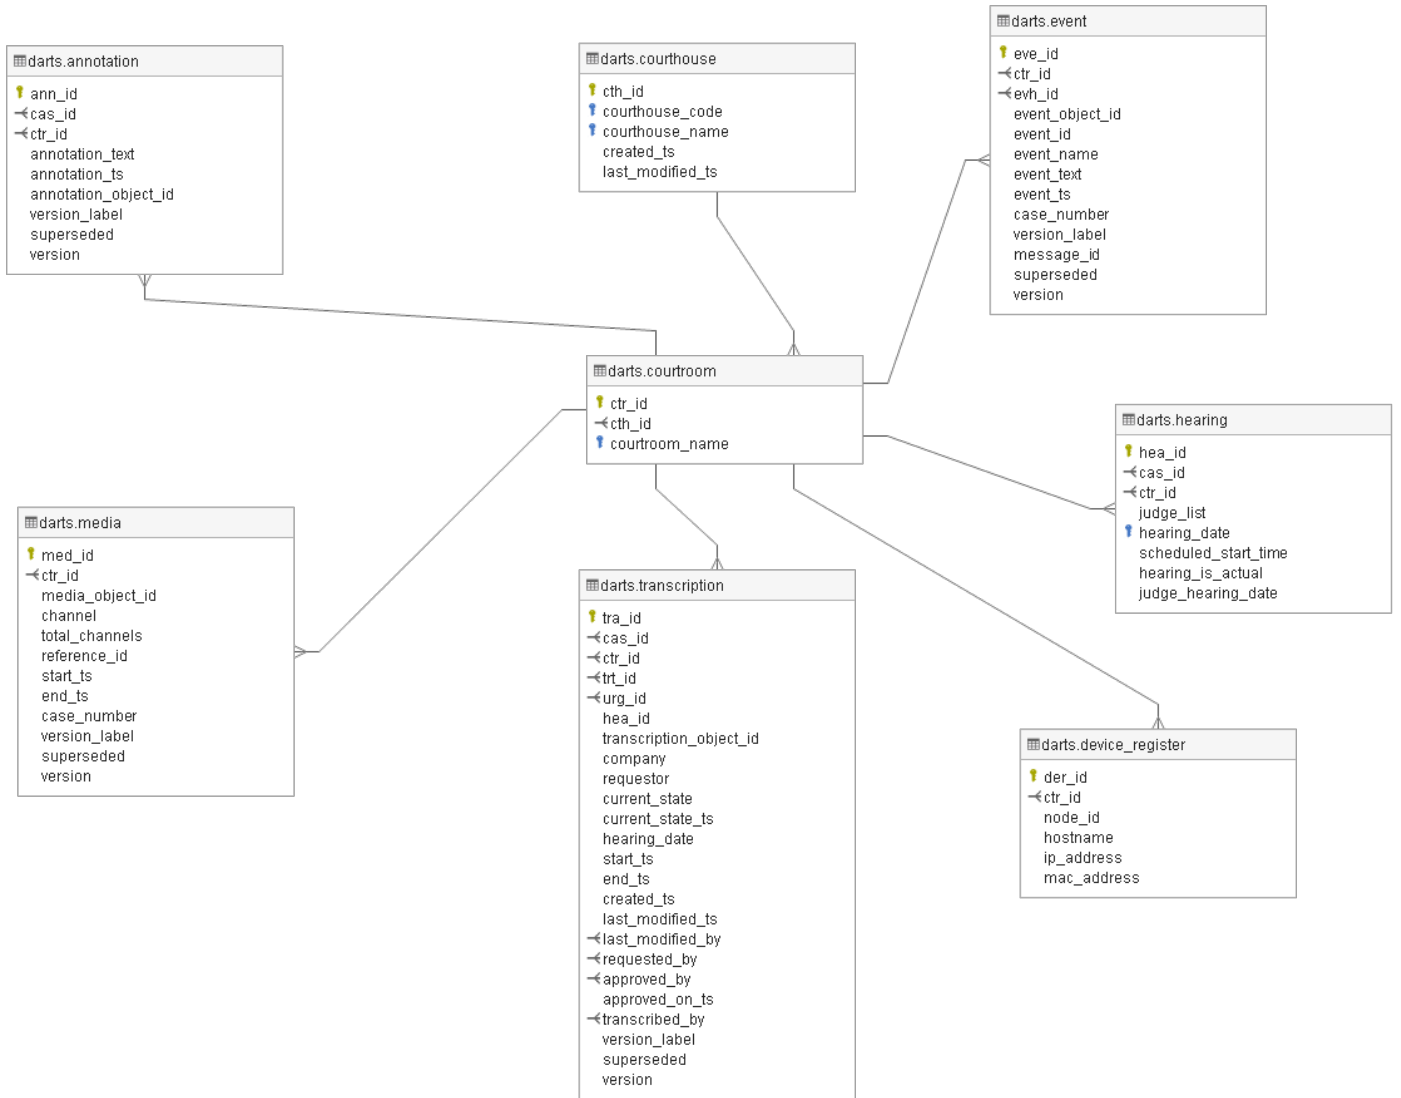 darts.annotation
ann_id
cas_id
ctr_id
annotation_text
annotation_ts
annotation_object_id
version_label
superseded
version
darts.courthouse
cth_id
courthouse_code
courthouse_name
created_ts
last_modified_ts
darts.event
eve_id
ctr_id
evh_id
event_object_id
event_id
event_name
event_text
event_ts
case_number
version_label
message_id
superseded
version
darts.courtroom
ctr_id
cth_id
courtroom_name
darts.hearing
hea_id
cas_id
ctr_id
judge_list
hearing_date
scheduled_start_time
hearing_is_actual
judge_hearing_date
darts.media
med_id
ctr_id
media_object_id
channel
total_channels
reference_id
start_ts
end_ts
case_number
version_label
superseded
version
darts.transcription
tra_id
cas_id
ctr_id
trt_id
urg_id
hea_id
transcription_object_id
company
requestor
current_state
current_state_ts
hearing_date
start_ts
end_ts
created_ts
last_modified_ts
last_modified_by
requested_by
approved_by
approved_on_ts
transcribed_by
version_label
superseded
version
darts.device_register
der_id
ctr_id
node_id
hostname
ip_address
mac_address